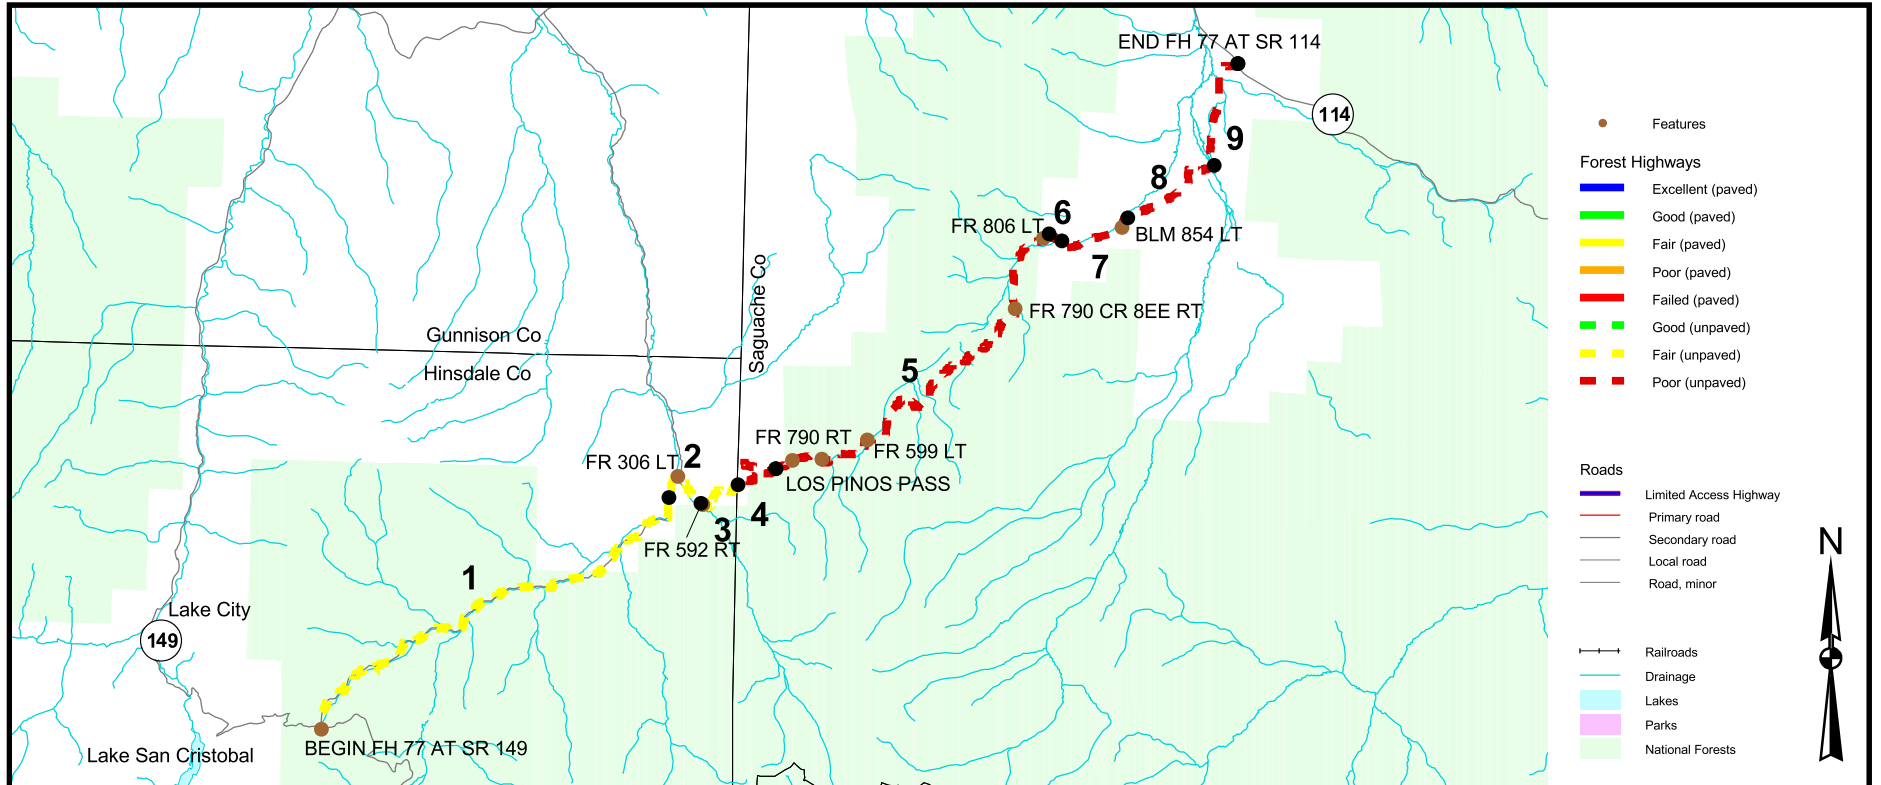 END FH 77 AT SR 114
114
9
8
6
FR 806 LT
BLM 854 LT
7
Saguache Co
FR 790 CR 8EE RT
Gunnison Co
Hinsdale Co
5
FR 790 RT
FR 599 LT
2
FR 306 LT
LOS PINOS PASS
4
3
FR 592 RT
1
Lake City
149
BEGIN FH 77 AT SR 149
Lake San Cristobal
Features
Forest Highways
Excellent (paved)
Good (paved)
Fair (paved)
Poor (paved)
Failed (paved)
Good (unpaved)
Fair (unpaved)
Poor (unpaved)
Roads
Limited Access Highway
Primary road
Secondary road
Local road
Road, minor
Railroads
Drainage
Lakes
Parks
National Forests
N